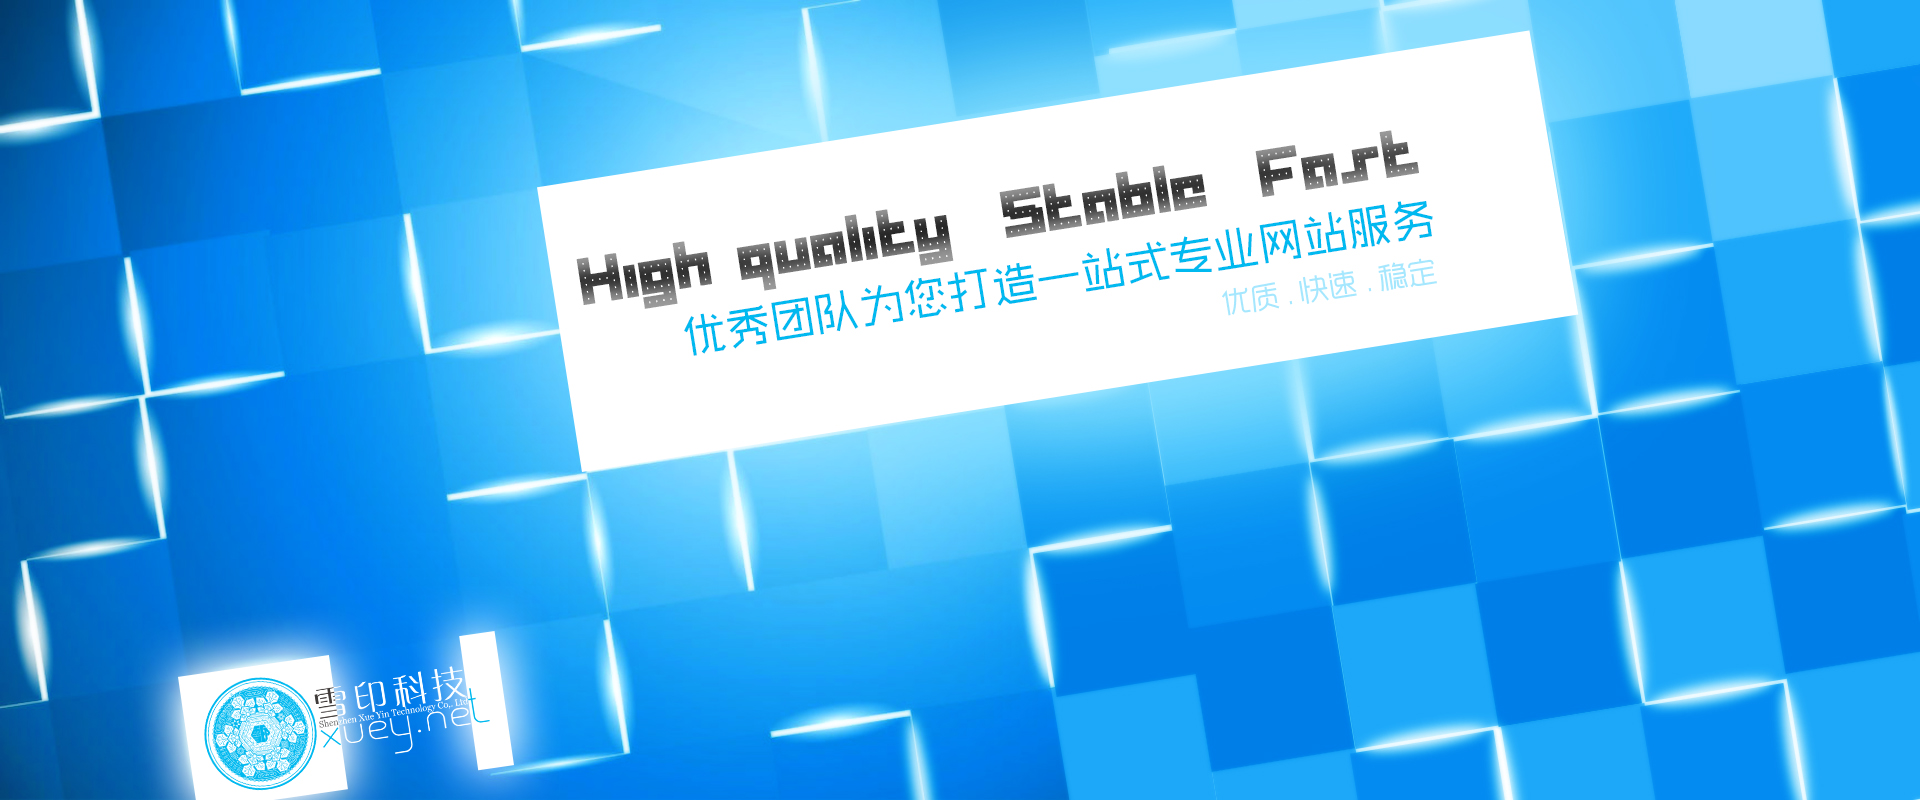 High quality Stable Fast
优秀团队为您打造一站式专业网站服务
优质.快速.稳定
雪印科技
Shenzhen Xue Yin Technology Co,. Ltd
xuey.net